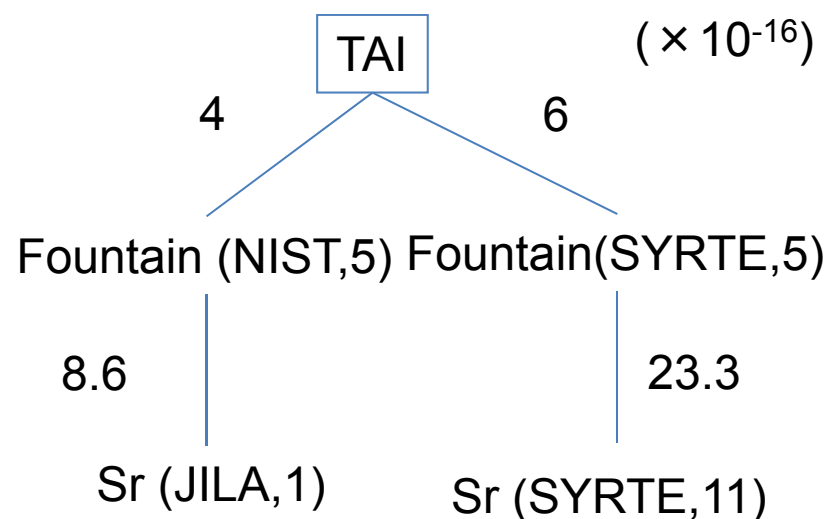 TAI
( × 10-16)
4
6
Fountain (NIST,5)
Fountain(SYRTE,5)
8.6
23.3
Sr (JILA,1)
Sr (SYRTE,11)